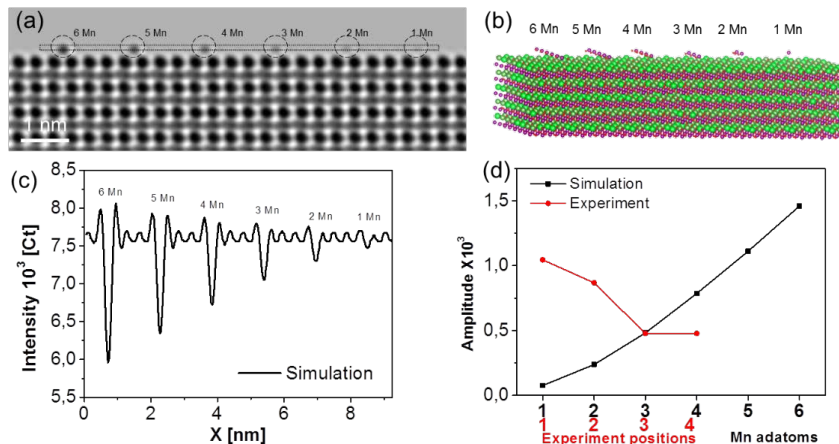 (a)
6 Mn 5 Mn 4 Mn 3 Mn 2 Mn 1 Mn
1 nm
(b)
6 Mn 5 Mn 4 Mn 3 Mn 2 Mn 1 Mn
(c)
8,5
8,0
7,5
7,0
6,5
6,0
5,5
Intensity 10³ [Ct]
6 Mn
5 Mn
4 Mn
3 Mn
2 Mn
1 Mn
Simulation
0 2 4 6 8
X [nm]
(d)
Simulation
Experiment
1,5
1,0
0,5
0,0
Amplitude X10³
1 2 3 4 5 6
1 2 3 4
Experiment positions Mn adatoms